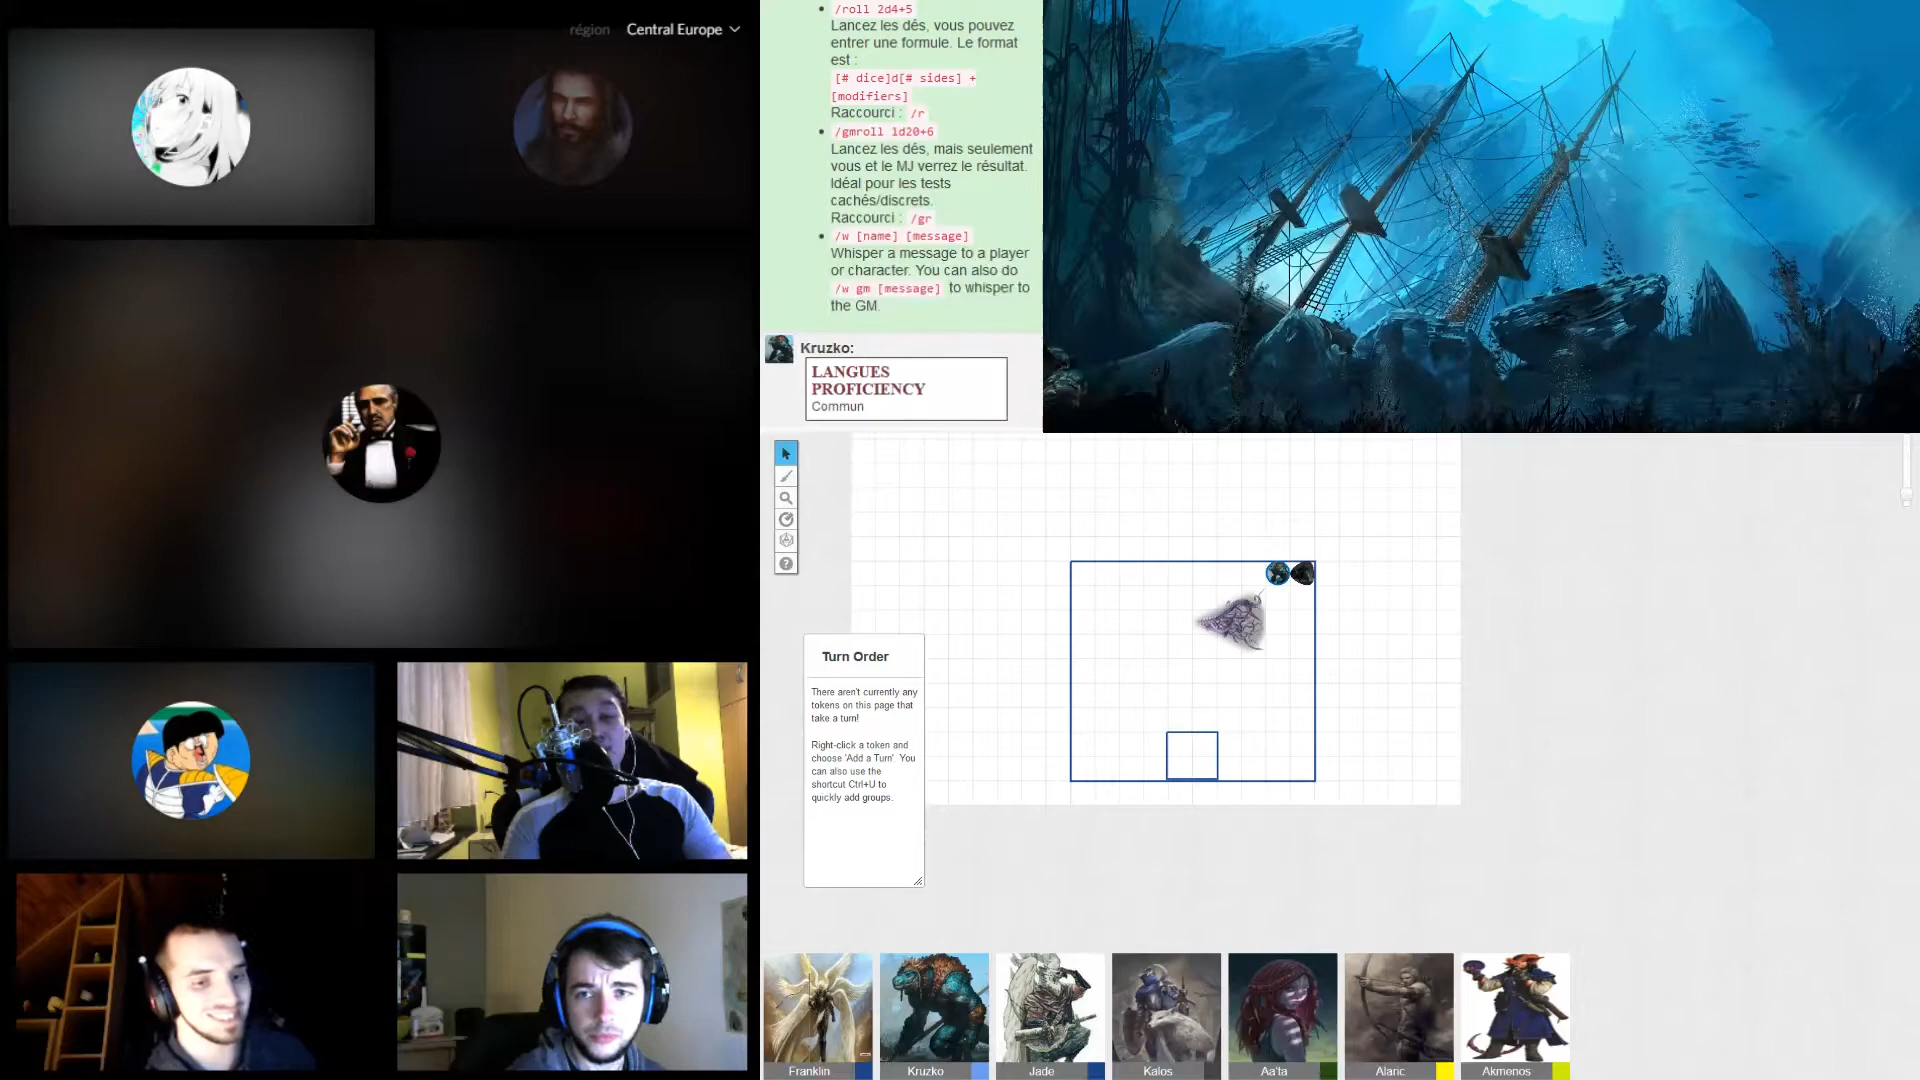 région Central Europe
/roll 2d4+5
Lancez les dés, vous pouvez
entrer une formule. Le format
est :
[# dice]d[# sides] +
[modifiers]
Raccourci : /r
/gmroll 1d20+6
Lancez les dés, mais seulement
vous et le MJ verrez le résultat.
Idéal pour les tests
cachés/discrets.
Raccourci : /gr
/w [name] [message]
Whisper a message to a player
or character. You can also do
/w gm [message] to whisper to
the GM.
Kruzko:
LANGUES
PROFICIENCY
Commun
Turn Order
There aren't currently any
tokens on this page that
take a turn!
Right-click a token and
choose 'Add a Turn'. You
can also use the
shortcut Ctrl+U to
quickly add groups.
Franklin
Kruzko
Jade
Kalos
Aa'ta
Alaric
Akmenos